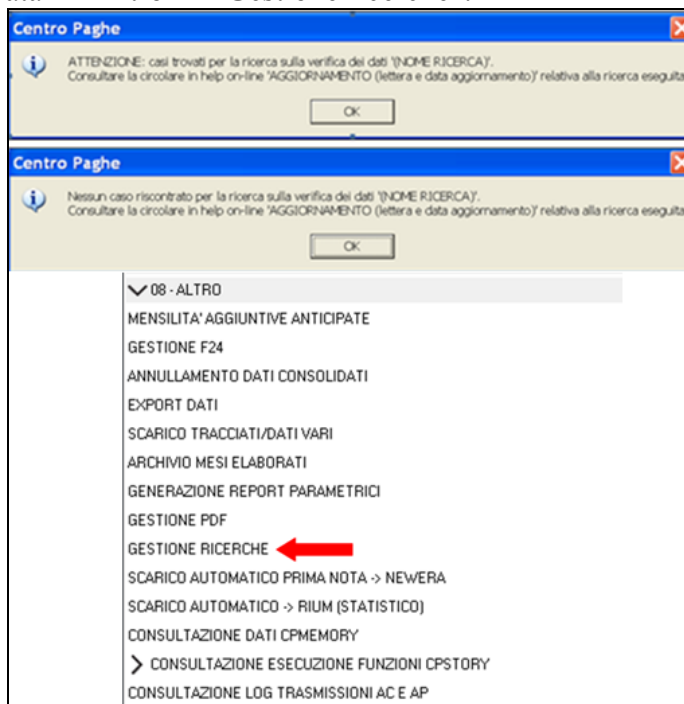 Centro Paghe
ATTENZIONE: casi trovati per la ricerca sulla verifica dei dati '(NOME RICERCA)'.
Consultare la circolare in help on-line 'AGGIORNAMENTO (lettera e data aggiornamento)' relativa alla ricerca eseguita
OK
Centro Paghe
Nessun caso riscontrato per la ricerca sulla verifica dei dati '(NOME RICERCA)'.
Consultare la circolare in help on-line 'AGGIORNAMENTO (lettera e data aggiornamento)' relativa alla ricerca eseguita
OK
08 - ALTRO
MENSILITA' AGGIUNTIVE ANTICIPATE
GESTIONE F24
ANNULLAMENTO DATI CONSOLIDATI
EXPORT DATI
SCARICO TRACCIATI/DATI VARI
ARCHIVIO MESI ELABORATI
GENERAZIONE REPORT PARAMETRICI
GESTIONE PDF
GESTIONE RICERCHE
SCARICO AUTOMATICO PRIMA NOTA -> NEWERA
SCARICO AUTOMATICO -> RIUM (STATISTICO)
CONSULTAZIONE DATI CPMEMORY
CONSULTAZIONE ESECUZIONE FUNZIONI CPSTORY
CONSULTAZIONE LOG TRASMISSIONI AC E AP